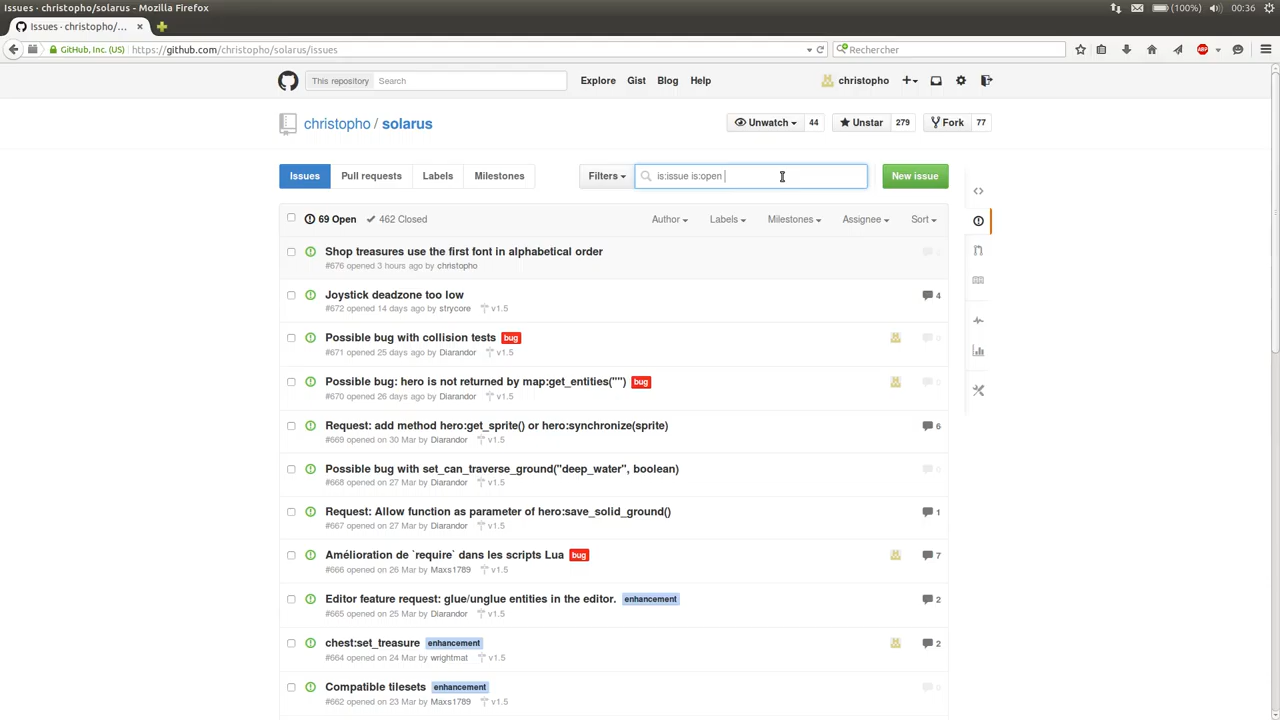 Issues - christopho/solarus - Mozilla Firefox
(100%) 00:36
Issues · christopho/... ×
GitHub, Inc. (US) https://github.com/christopho/solarus/issues
Rechercher
This repository Search
Explore Gist Blog Help
christopho
christopho / solarus
Unwatch 44 Unstar 279 Fork 77
Issues Pull requests Labels Milestones
Filters is:issue is:open
New issue
69 Open 462 Closed
Author Labels Milestones Assignee Sort
Shop treasures use the first font in alphabetical order
#676 opened 3 hours ago by christopho
Joystick deadzone too low 4
#672 opened 14 days ago by strycore v1.5
Possible bug with collision tests bug 0
#671 opened 25 days ago by Diarandor v1.5
Possible bug: hero is not returned by map:get_entities("") bug 0
#670 opened 26 days ago by Diarandor v1.5
Request: add method hero:get_sprite() or hero:synchronize(sprite) 6
#669 opened on 30 Mar by Diarandor v1.5
Possible bug with set_can_traverse_ground("deep_water", boolean) 0
#668 opened on 27 Mar by Diarandor v1.5
Request: Allow function as parameter of hero:save_solid_ground() 1
#667 opened on 27 Mar by Diarandor v1.5
Amélioration de `require` dans les scripts Lua bug 7
#666 opened on 26 Mar by Maxs1789 v1.5
Editor feature request: glue/unglue entities in the editor. enhancement 2
#665 opened on 25 Mar by Diarandor v1.5
chest:set_treasure enhancement 2
#664 opened on 24 Mar by wrightmat v1.5
Compatible tilesets enhancement 0
#662 opened on 23 Mar by Maxs1789 v1.5